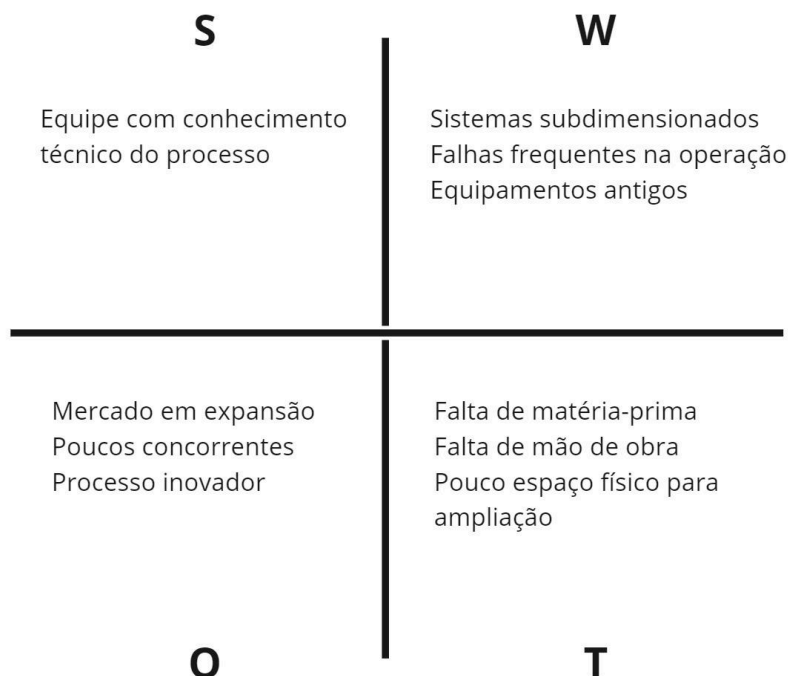 S
Equipe com conhecimento
técnico do processo
W
Sistemas subdimensionados
Falhas frequentes na operação
Equipamentos antigos
Mercado em expansão
Poucos concorrentes
Processo inovador
O
Falta de matéria-prima
Falta de mão de obra
Pouco espaço físico para
ampliação
T